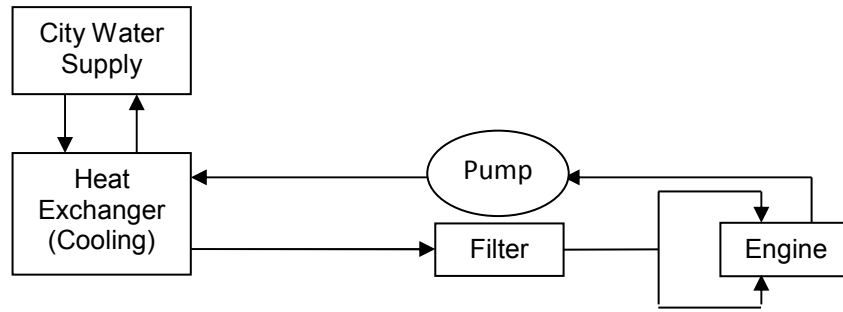 City Water
Supply
Pump
Heat
Exchanger
(Cooling)
Filter
Engine